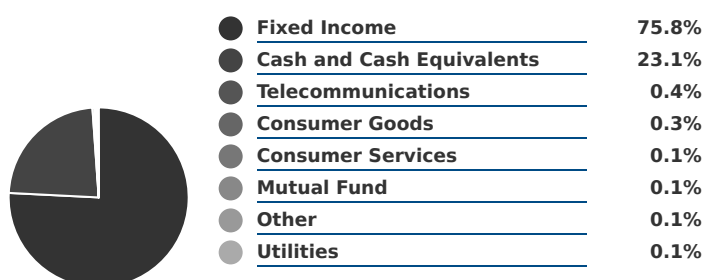 Fixed Income 75.8%
Cash and Cash Equivalents 23.1%
Telecommunications 0.4%
Consumer Goods 0.3%
Consumer Services 0.1%
Mutual Fund 0.1%
Other 0.1%
Utilities 0.1%